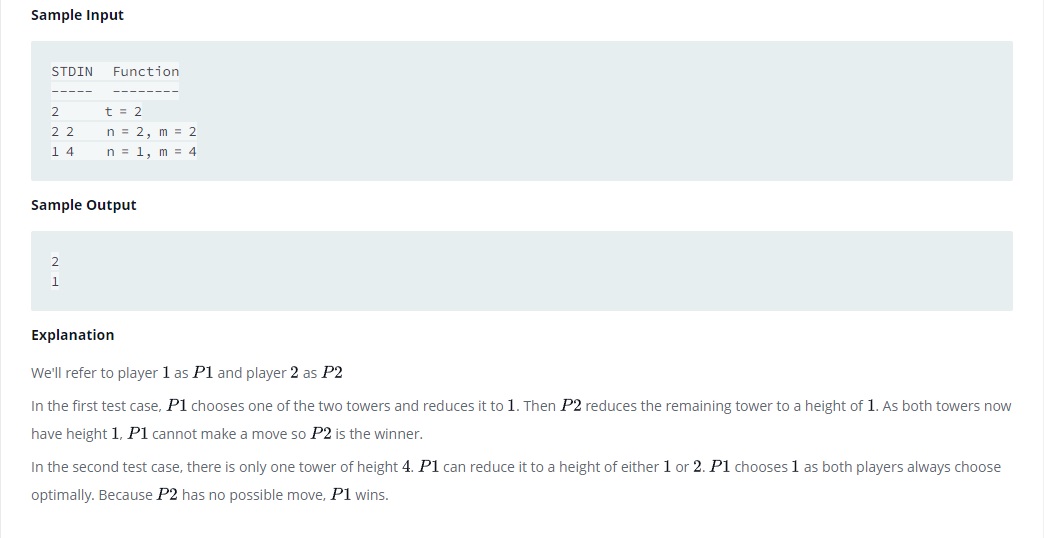 Sample Input
STDIN  Function
-----  --------
2      t = 2
2 2    n = 2, m = 2
1 4    n = 1, m = 4
Sample Output
2
1
Explanation
We'll refer to player 1 as P1 and player 2 as P2
In the first test case, P1 chooses one of the two towers and reduces it to 1. Then P2 reduces the remaining tower to a height of 1. As both towers now
have height 1, P1 cannot make a move so P2 is the winner.
In the second test case, there is only one tower of height 4. P1 can reduce it to a height of either 1 or 2. P1 chooses 1 as both players always choose
optimally. Because P2 has no possible move, P1 wins.